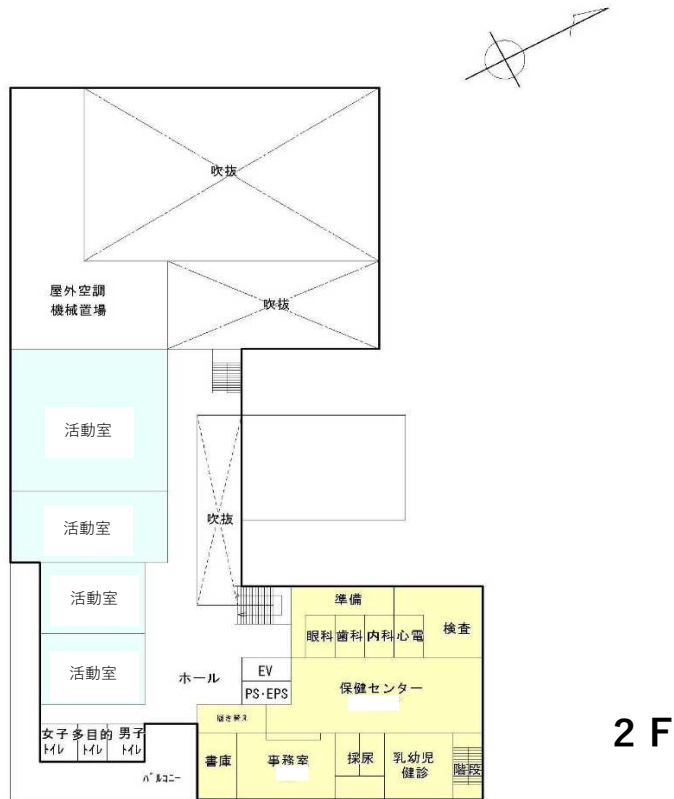 吹抜
屋外空調
機械置場
吹抜
活動室
活動室
吹抜
活動室
活動室
準備
眼科
歯科
内科
心電
検査
ホール
EV
PS・EPS
保健センター
履き替え
女子
トイレ
多目的
トイレ
男子
トイレ
バルコニー
書庫
事務室
採尿
乳幼児
健診
階段
2F